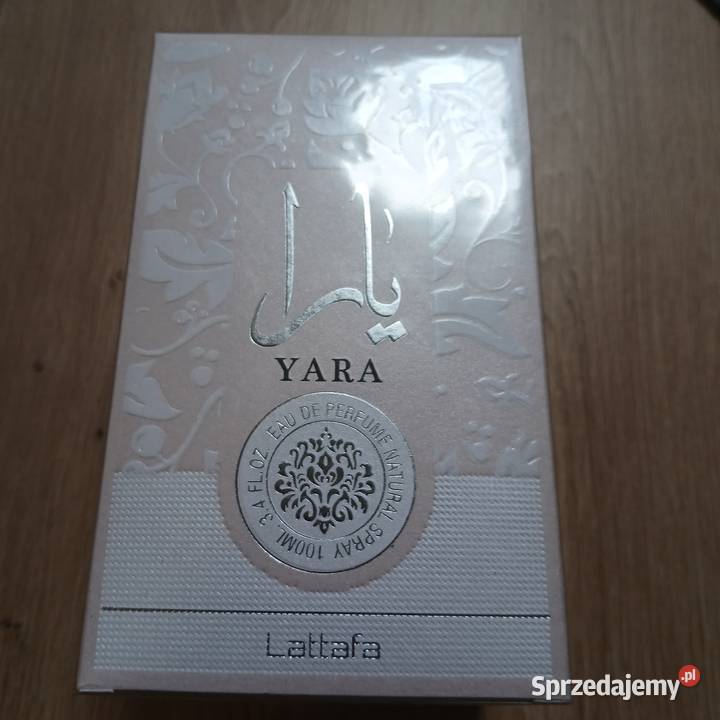 يارا
YARA
EAU DE PERFUME NATURAL SPRAY 100ML 3.4 FL.OZ.
Lattafa
Sprzedajemy.pl